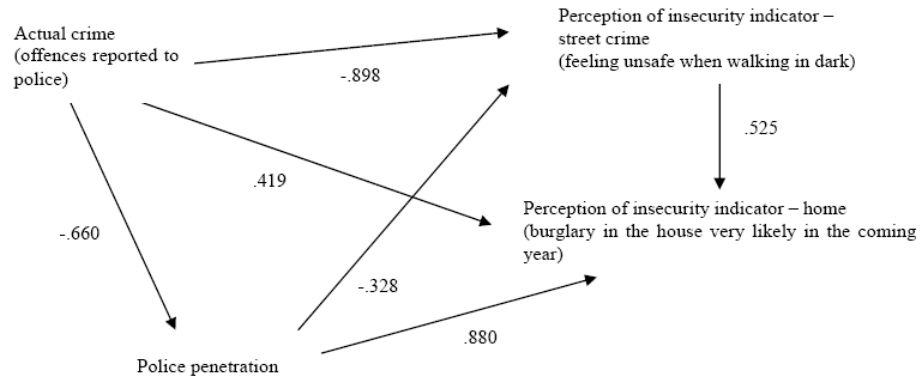 Actual crime
(offences reported to
police)
Perception of insecurity indicator –
street crime
(feeling unsafe when walking in dark)
-.898
.525
.419
Perception of insecurity indicator – home
(burglary in the house very likely in the coming
year)
-.660
-.328
.880
Police penetration